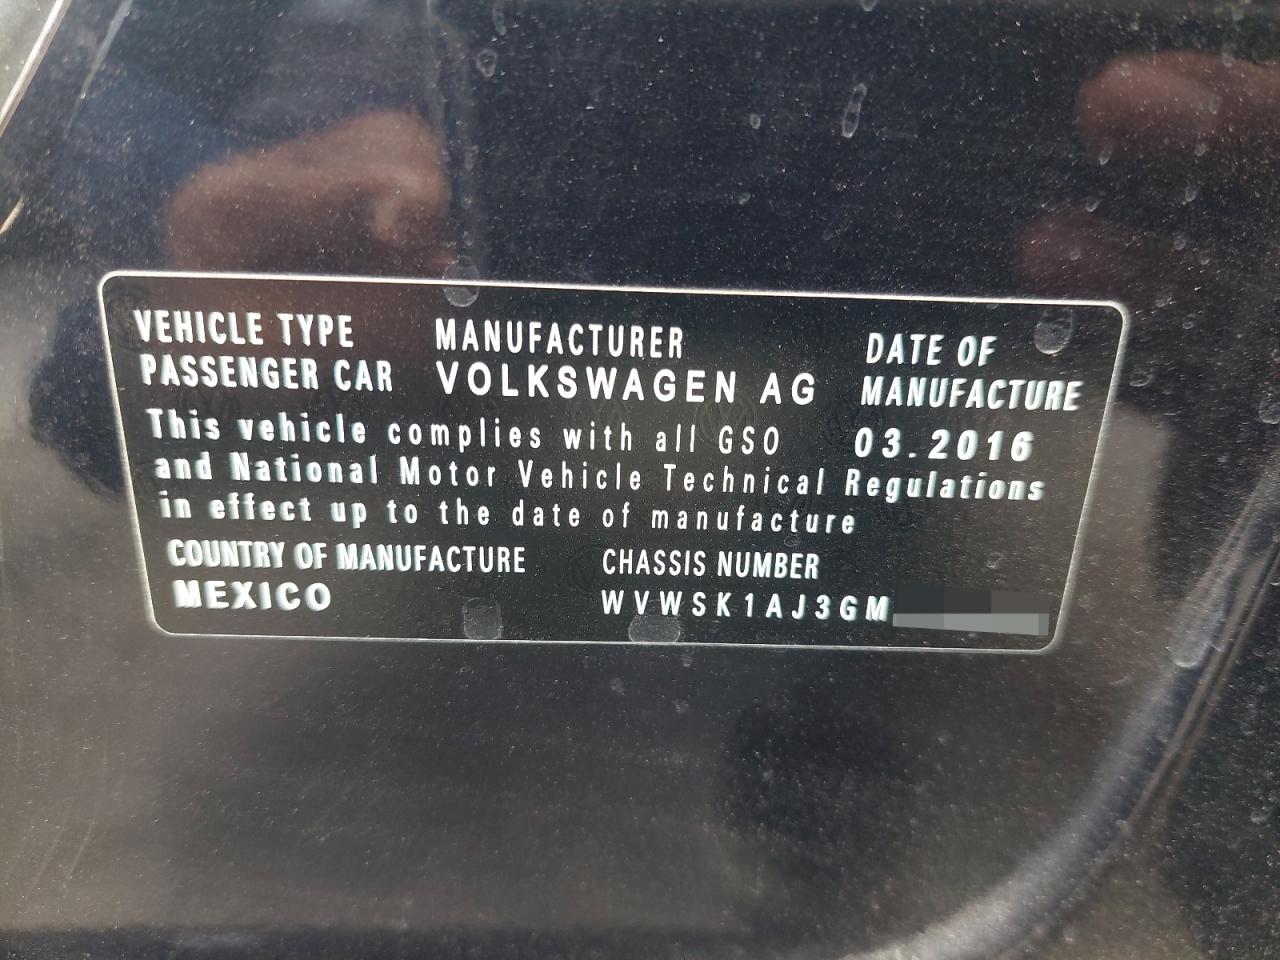 VEHICLE TYPE MANUFACTURER DATE OF
PASSENGER CAR VOLKSWAGEN AG MANUFACTURE
This vehicle complies with all GSO 03.2016
and National Motor Vehicle Technical Regulations
in effect up to the date of manufacture
COUNTRY OF MANUFACTURE CHASSIS NUMBER
MEXICO WVWSK1AJ3GM